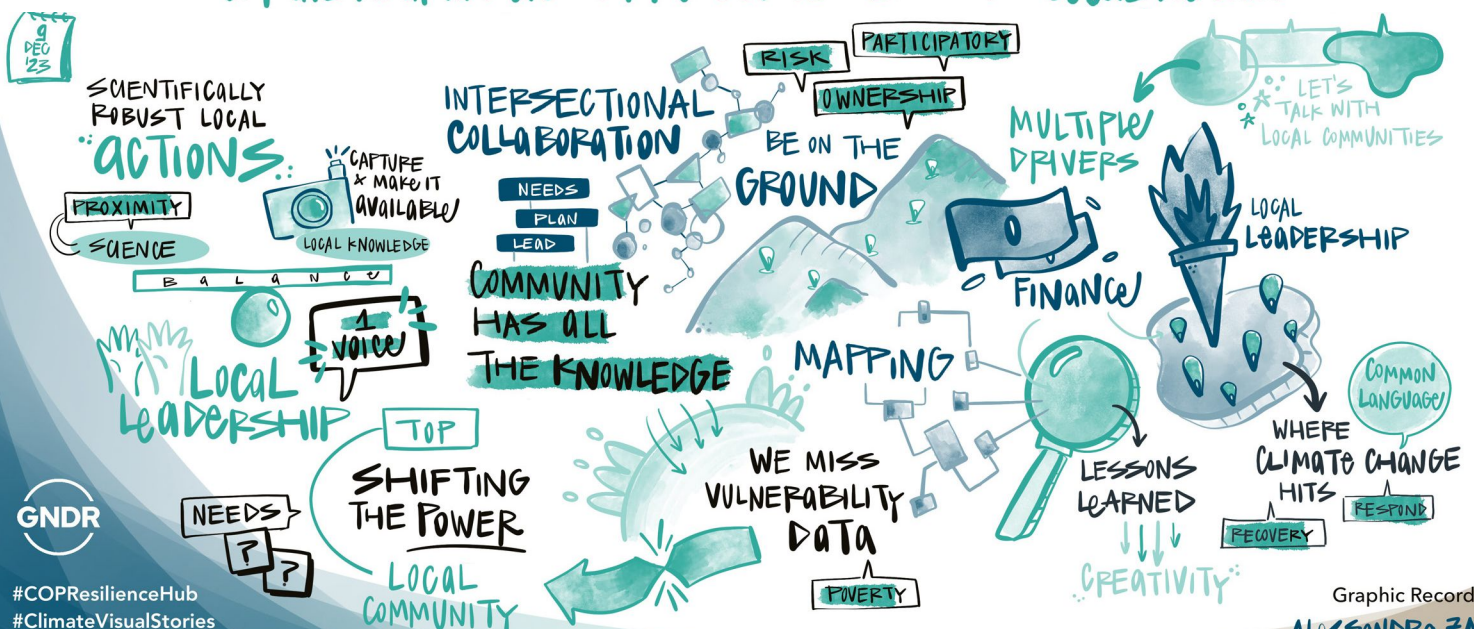 9
DEC
'23
SCIENTIFICALLY
ROBUST LOCAL
ACTIONS
PROXIMITY
SCIENCE
CAPTURE
& MAKE IT
AVAILABLE
LOCAL KNOWLEDGE
BALANCE
1
VOICE
LOCAL
LEADERSHIP
INTERSECTIONAL
COLLABORATION
NEEDS
PLAN
LEAD
COMMUNITY
HAS ALL
THE KNOWLEDGE
RISK
PARTICIPATORY
OWNERSHIP
BE ON THE
GROUND
MULTIPLE
DRIVERS
LET'S
TALK WITH
LOCAL COMMUNITIES
FINANCE
LOCAL
LEADERSHIP
MAPPING
COMMON
LANGUAGE
WHERE
CLIMATE CHANGE
HITS
RESPOND
RECOVERY
LESSONS
LEARNED
CREATIVITY
WE MISS
VULNERABILITY
DATA
POVERTY
TOP
SHIFTING
THE POWER
LOCAL
COMMUNITY
NEEDS
?
?
GNDR
#COPResilienceHub
#ClimateVisualStories
Graphic Record